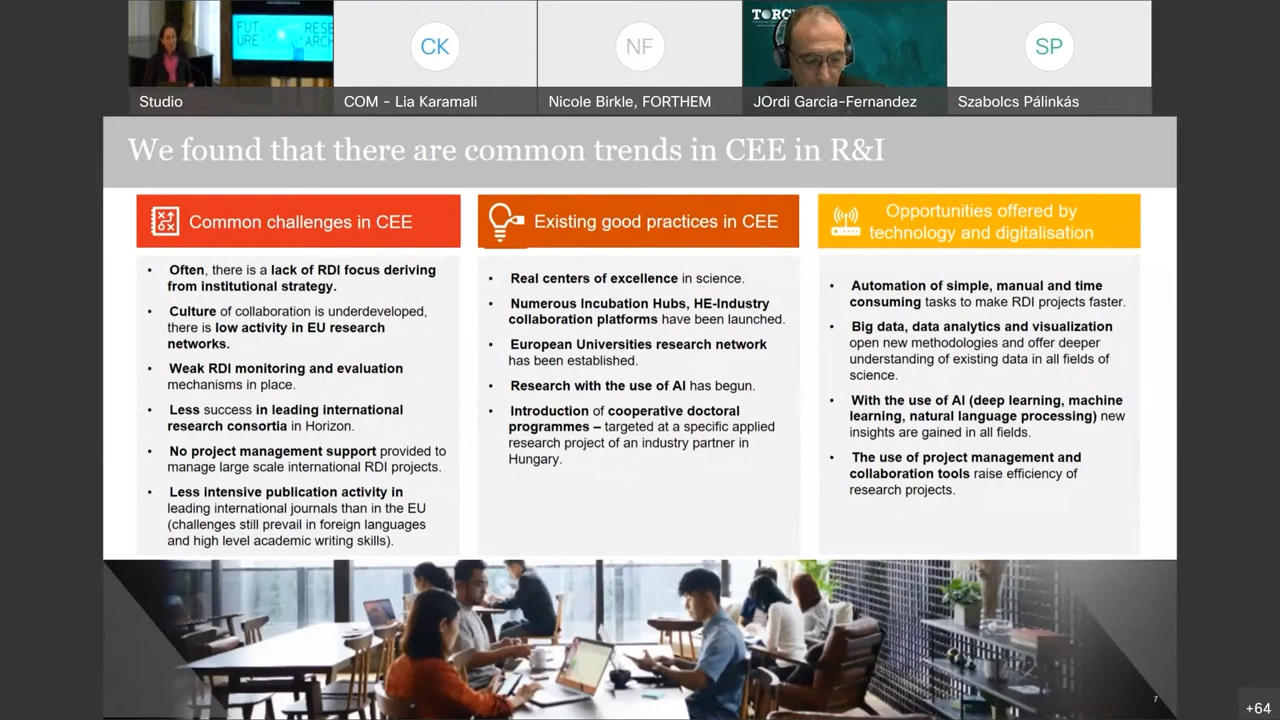 FUT RESE
URE ARCH
TORCH
CK
NF
SP
Studio
COM - Lia Karamali
Nicole Birkle, FORTHEM
JOrdi Garcia-Fernandez
Szabolcs Pálinkás
We found that there are common trends in CEE in R&I
Common challenges in CEE
• Often, there is a lack of RDI focus deriving
from institutional strategy.
• Culture of collaboration is underdeveloped,
there is low activity in EU research
networks.
• Weak RDI monitoring and evaluation
mechanisms in place.
• Less success in leading international
research consortia in Horizon.
• No project management support provided to
manage large scale international RDI projects.
• Less intensive publication activity in
leading international journals than in the EU
(challenges still prevail in foreign languages
and high level academic writing skills).
Existing good practices in CEE
• Real centers of excellence in science.
• Numerous Incubation Hubs, HE-Industry
collaboration platforms have been launched.
• European Universities research network
has been established.
• Research with the use of AI has begun.
• Introduction of cooperative doctoral
programmes – targeted at a specific applied
research project of an industry partner in
Hungary.
Opportunities offered by
technology and digitalisation
• Automation of simple, manual and time
consuming tasks to make RDI projects faster.
• Big data, data analytics and visualization
open new methodologies and offer deeper
understanding of existing data in all fields of
science.
• With the use of AI (deep learning, machine
learning, natural language processing) new
insights are gained in all fields.
• The use of project management and
collaboration tools raise efficiency of
research projects.
7
+64